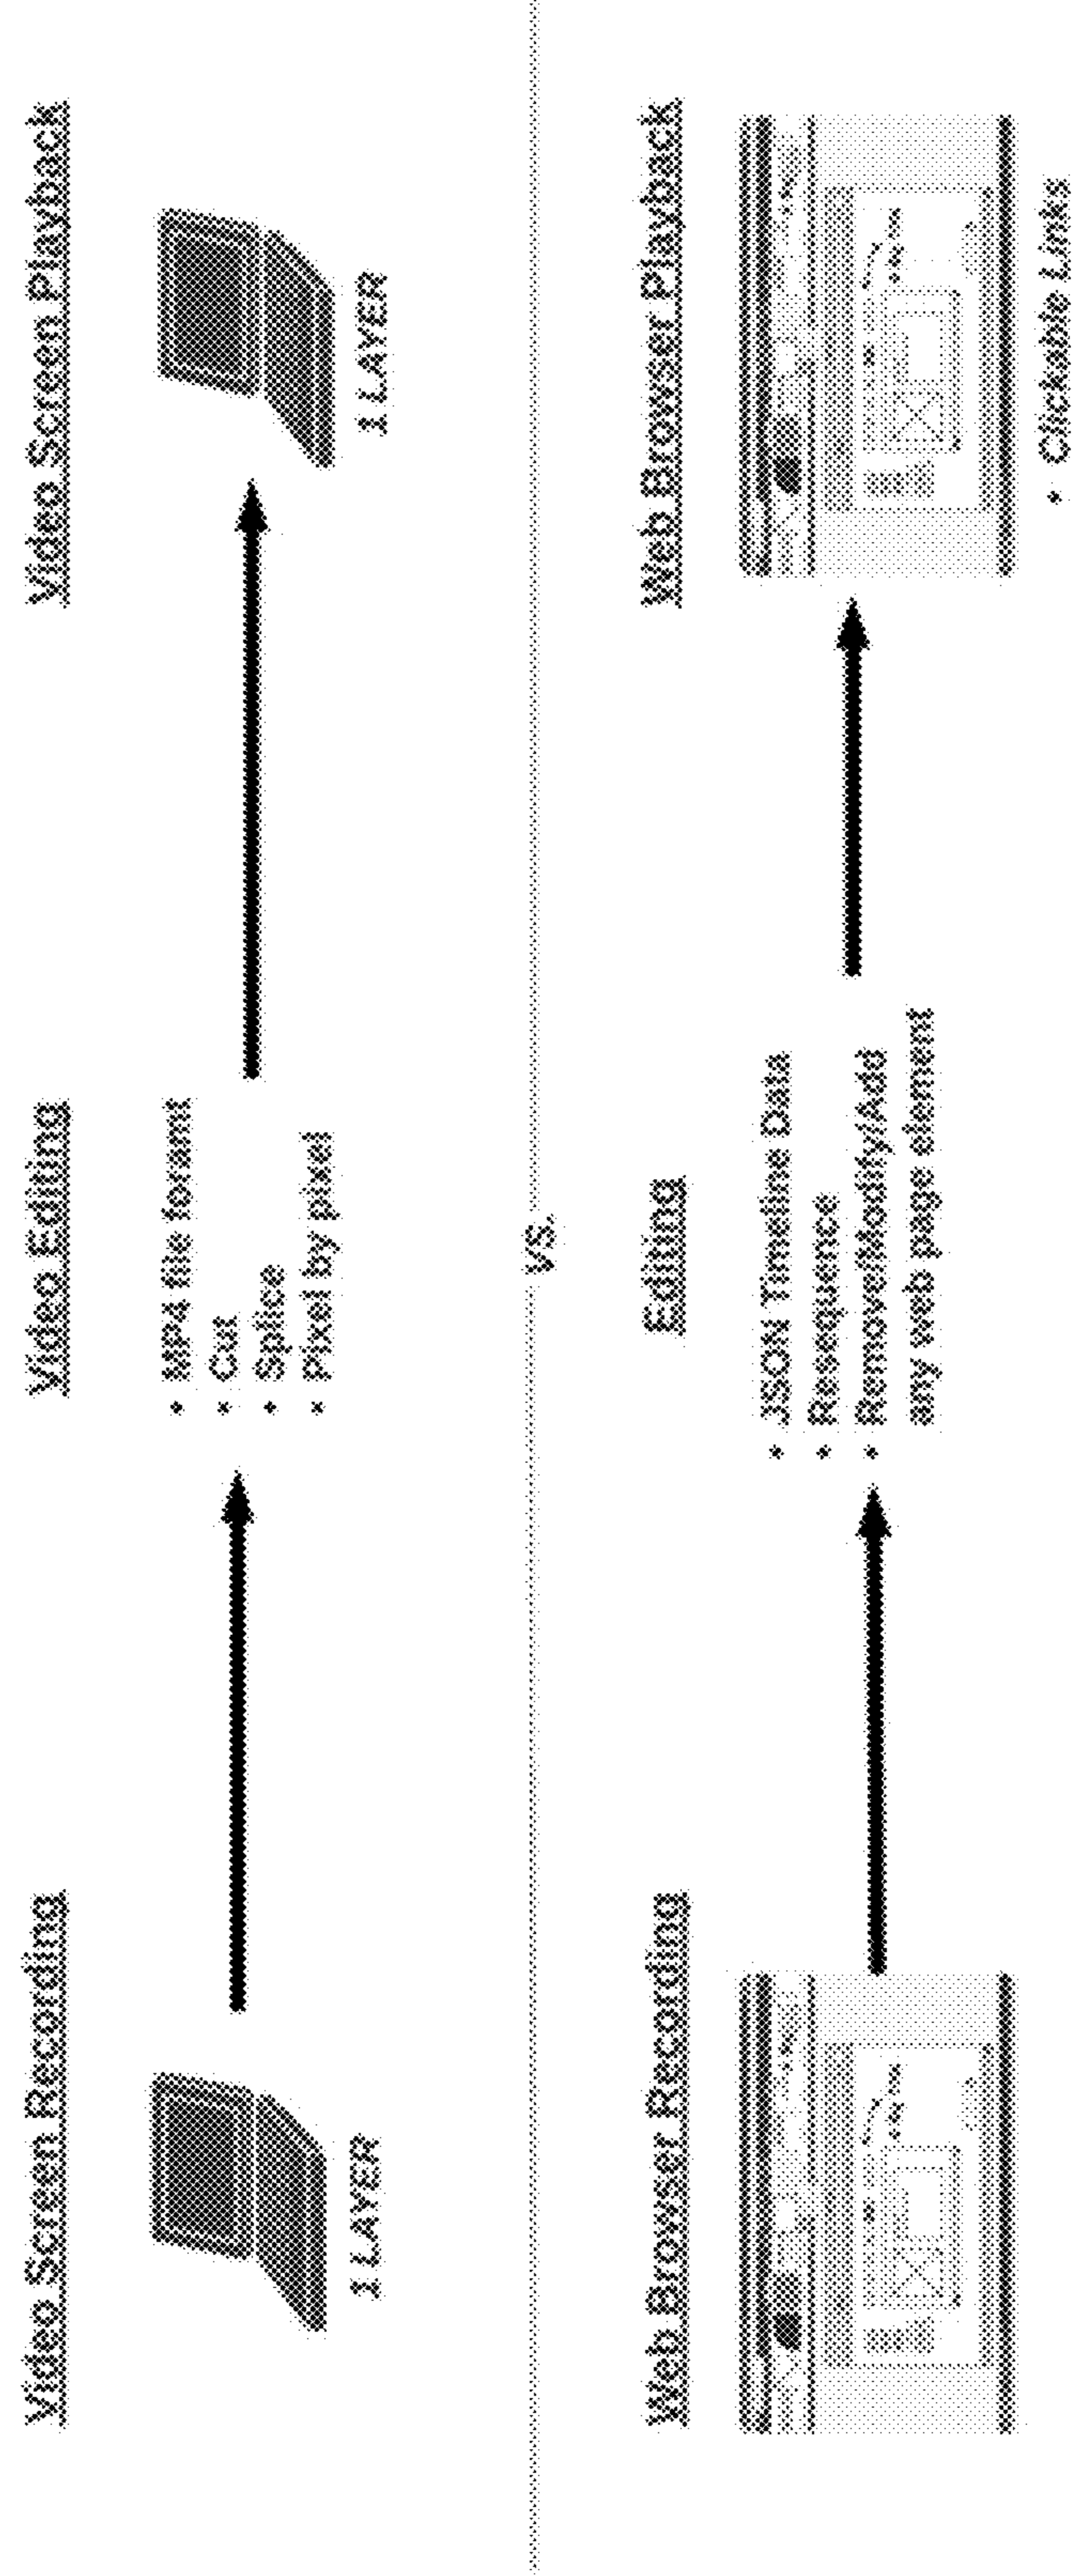 Video Screen Recording
Video Editing
Video Screen Playback
1 LAYER
• MP4 file foramt
• Cut
• Splice
• Pixel by pixel
1 LAYER
vs.
Web Browser Recording
Editing
Web Browser Playback
• JSON Timeline Data
• Resequence
• Remove/Modify/Add
any web page element
• Clickable Links